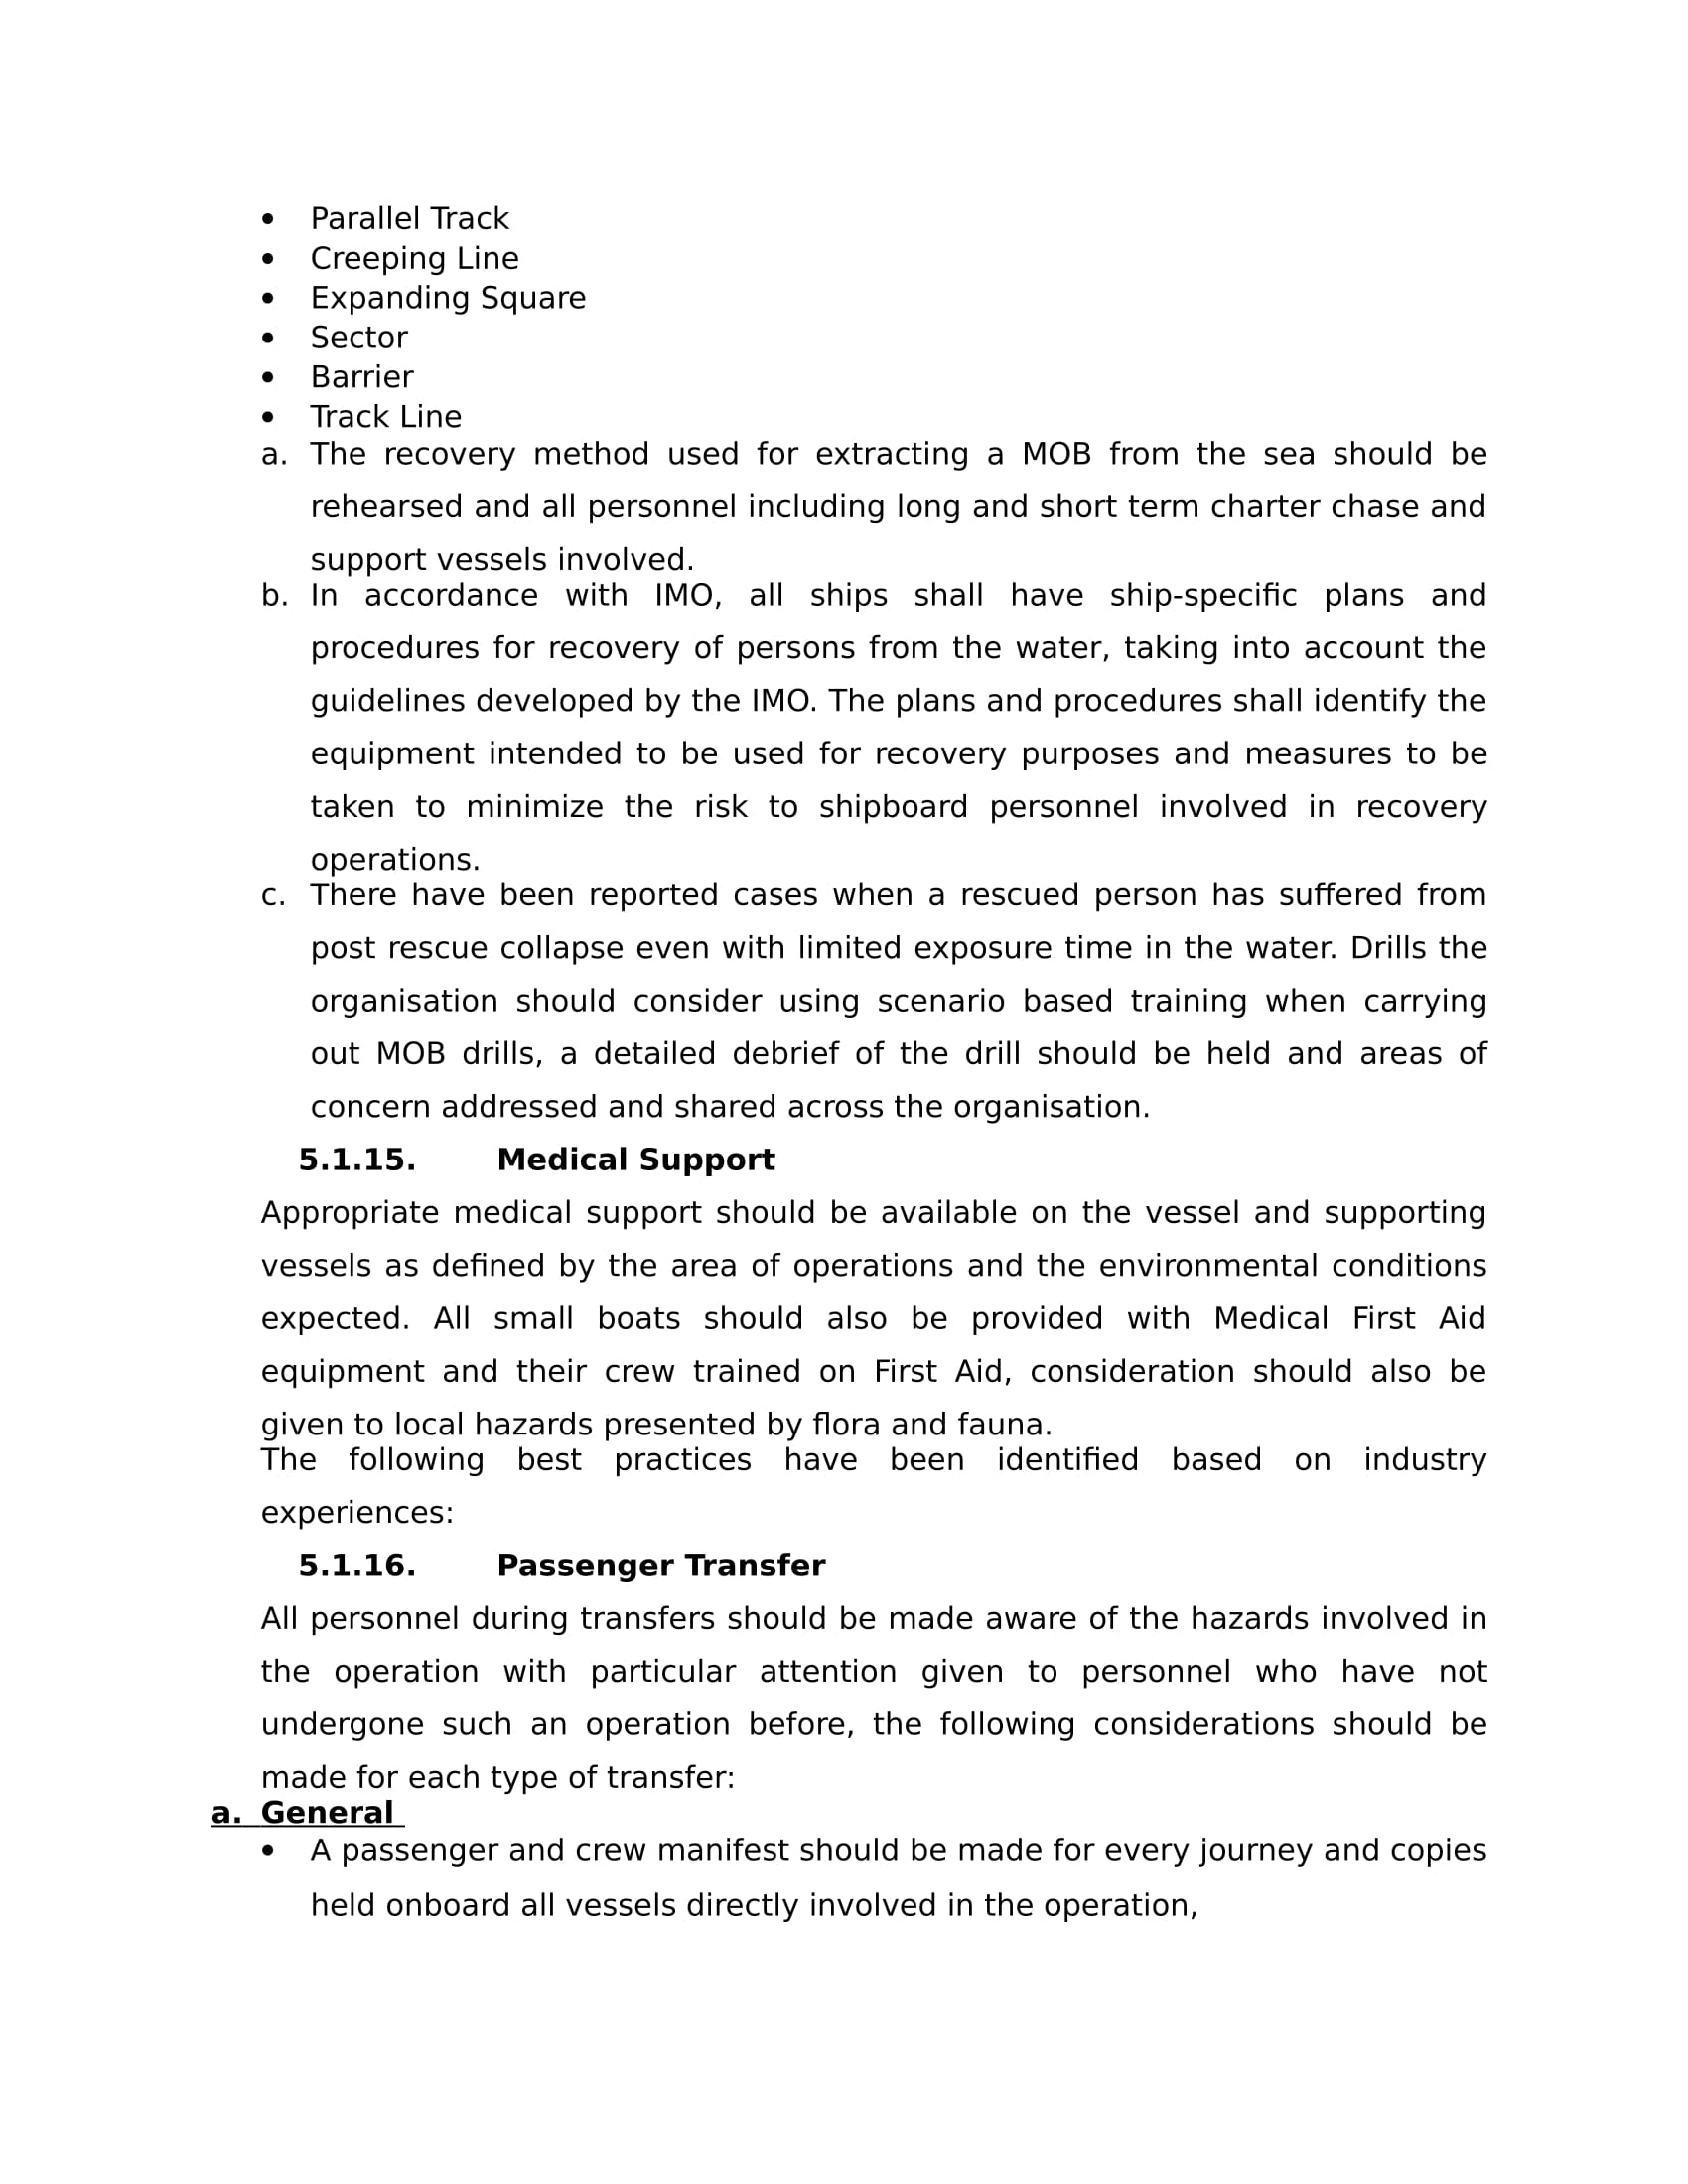 • Parallel Track
• Creeping Line
• Expanding Square
• Sector
• Barrier
• Track Line
a. The recovery method used for extracting a MOB from the sea should be
rehearsed and all personnel including long and short term charter chase and
support vessels involved.
b. In accordance with IMO, all ships shall have ship-specific plans and
procedures for recovery of persons from the water, taking into account the
guidelines developed by the IMO. The plans and procedures shall identify the
equipment intended to be used for recovery purposes and measures to be
taken to minimize the risk to shipboard personnel involved in recovery
operations.
c. There have been reported cases when a rescued person has suffered from
post rescue collapse even with limited exposure time in the water. Drills the
organisation should consider using scenario based training when carrying
out MOB drills, a detailed debrief of the drill should be held and areas of
concern addressed and shared across the organisation.
5.1.15. Medical Support
Appropriate medical support should be available on the vessel and supporting
vessels as defined by the area of operations and the environmental conditions
expected. All small boats should also be provided with Medical First Aid
equipment and their crew trained on First Aid, consideration should also be
given to local hazards presented by flora and fauna.
The following best practices have been identified based on industry
experiences:
5.1.16. Passenger Transfer
All personnel during transfers should be made aware of the hazards involved in
the operation with particular attention given to personnel who have not
undergone such an operation before, the following considerations should be
made for each type of transfer:
a. General
• A passenger and crew manifest should be made for every journey and copies
held onboard all vessels directly involved in the operation,